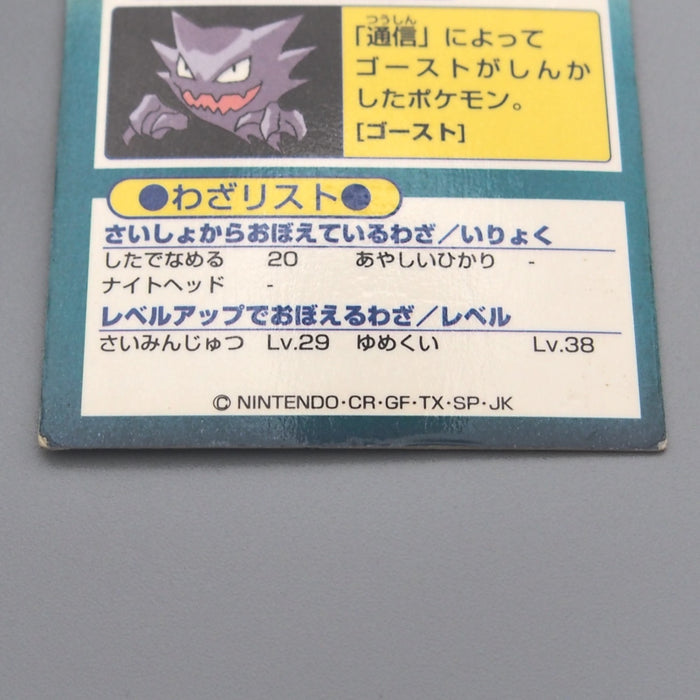 つうしん
「通信」によって
ゴーストがしんか
したポケモン。
[ゴースト]
●わざリスト●
さいしょからおぼえているわざ/いりょく
したでなめる 20 あやしいひかり -
ナイトヘッド -
レベルアップでおぼえるわざ/レベル
さいみんじゅつ Lv.29 ゆめくい Lv.38
© NINTENDO・CR・GF・TX・SP・JK